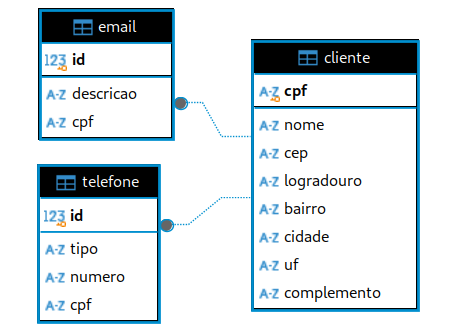 email
123 id
A-Z descricao
A-Z cpf
telefone
123 id
A-Z tipo
A-Z numero
A-Z cpf
cliente
A-Z cpf
A-Z nome
A-Z cep
A-Z logradouro
A-Z bairro
A-Z cidade
A-Z uf
A-Z complemento